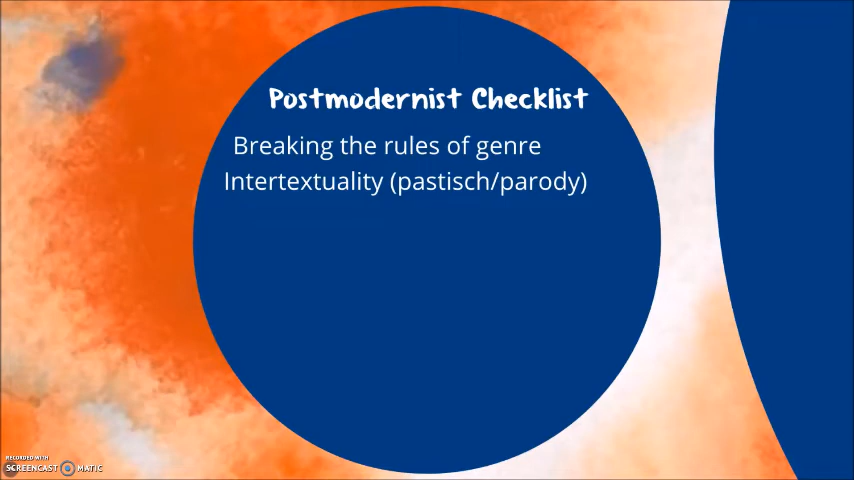 Postmodernist Checklist
Breaking the rules of genre
Intertextuality (pastisch/parody)
RECORDED WITH
SCREENCAST MATIC